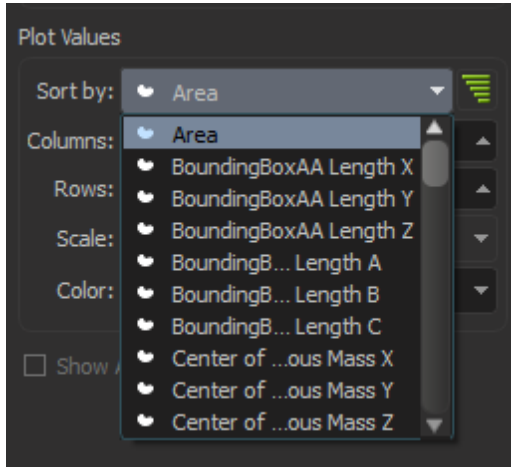 Plot Values
Sort by: Area
Area
Columns:
BoundingBoxAA Length X
BoundingBoxAA Length Y
Rows:
BoundingBoxAA Length Z
Scale:
BoundingB... Length A
Color:
BoundingB... Length B
BoundingB... Length C
Show
Center of ...ous Mass X
Center of ...ous Mass Y
Center of ...ous Mass Z